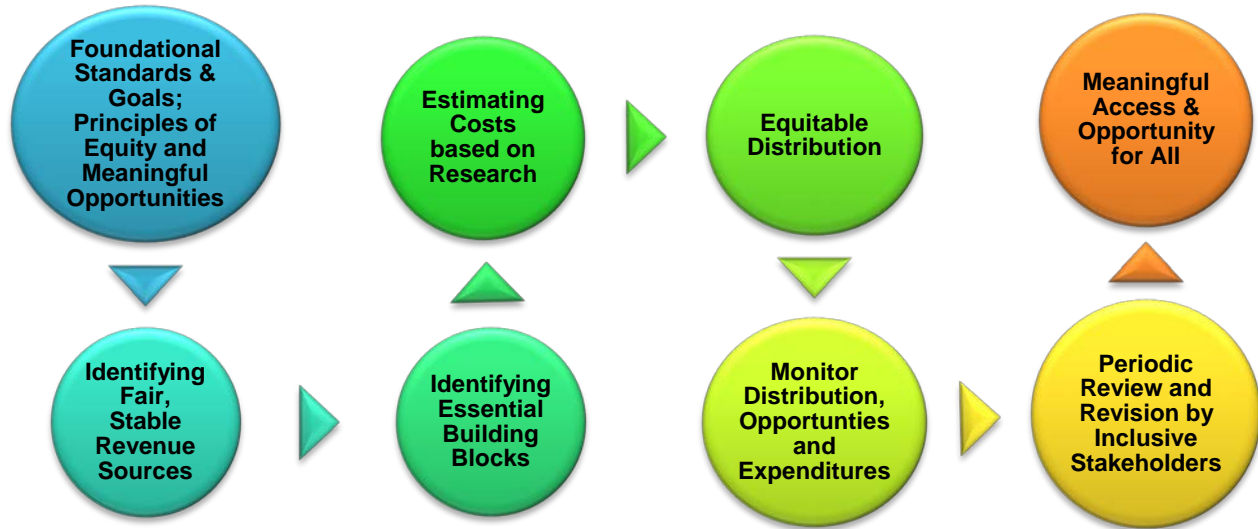 Foundational
Standards &
Goals;
Principles of
Equity and
Meaningful
Opportunities
Identifying
Fair,
Stable
Revenue
Sources
Identifying
Essential
Building
Blocks
Estimating
Costs
based on
Research
Equitable
Distribution
Monitor
Distribution,
Opportunties
and
Expenditures
Periodic
Review and
Revision by
Inclusive
Stakeholders
Meaningful
Access &
Opportunity
for All